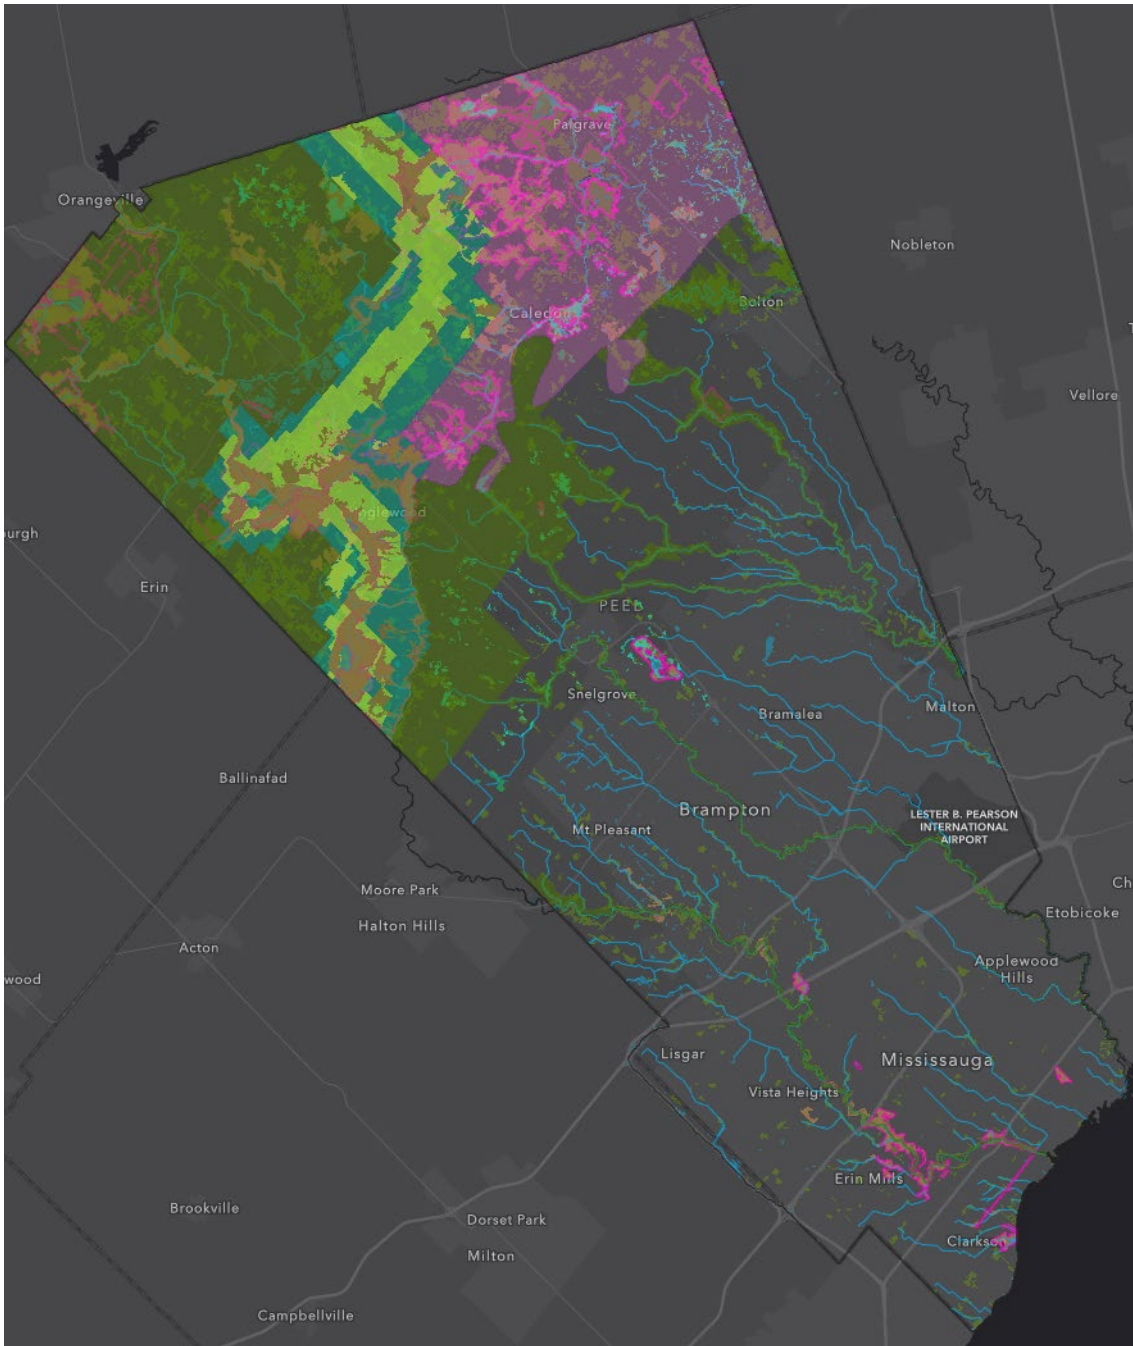 Palgrave
Orangeville
Nobleton
Bolton
Caledon
Vellore
Inglewood
urgh
Erin
PEEL
Snelgrove
Malton
Bramalea
Ballinafad
Brampton
LESTER B. PEARSON
INTERNATIONAL
AIRPORT
Mt Pleasant
Ch
Moore Park
Etobicoke
Halton Hills
Acton
Applewood
Hills
wood
Lisgar
Mississauga
Vista Heights
Erin Mills
Brookville
Dorset Park
Clarkson
Milton
Campbellville